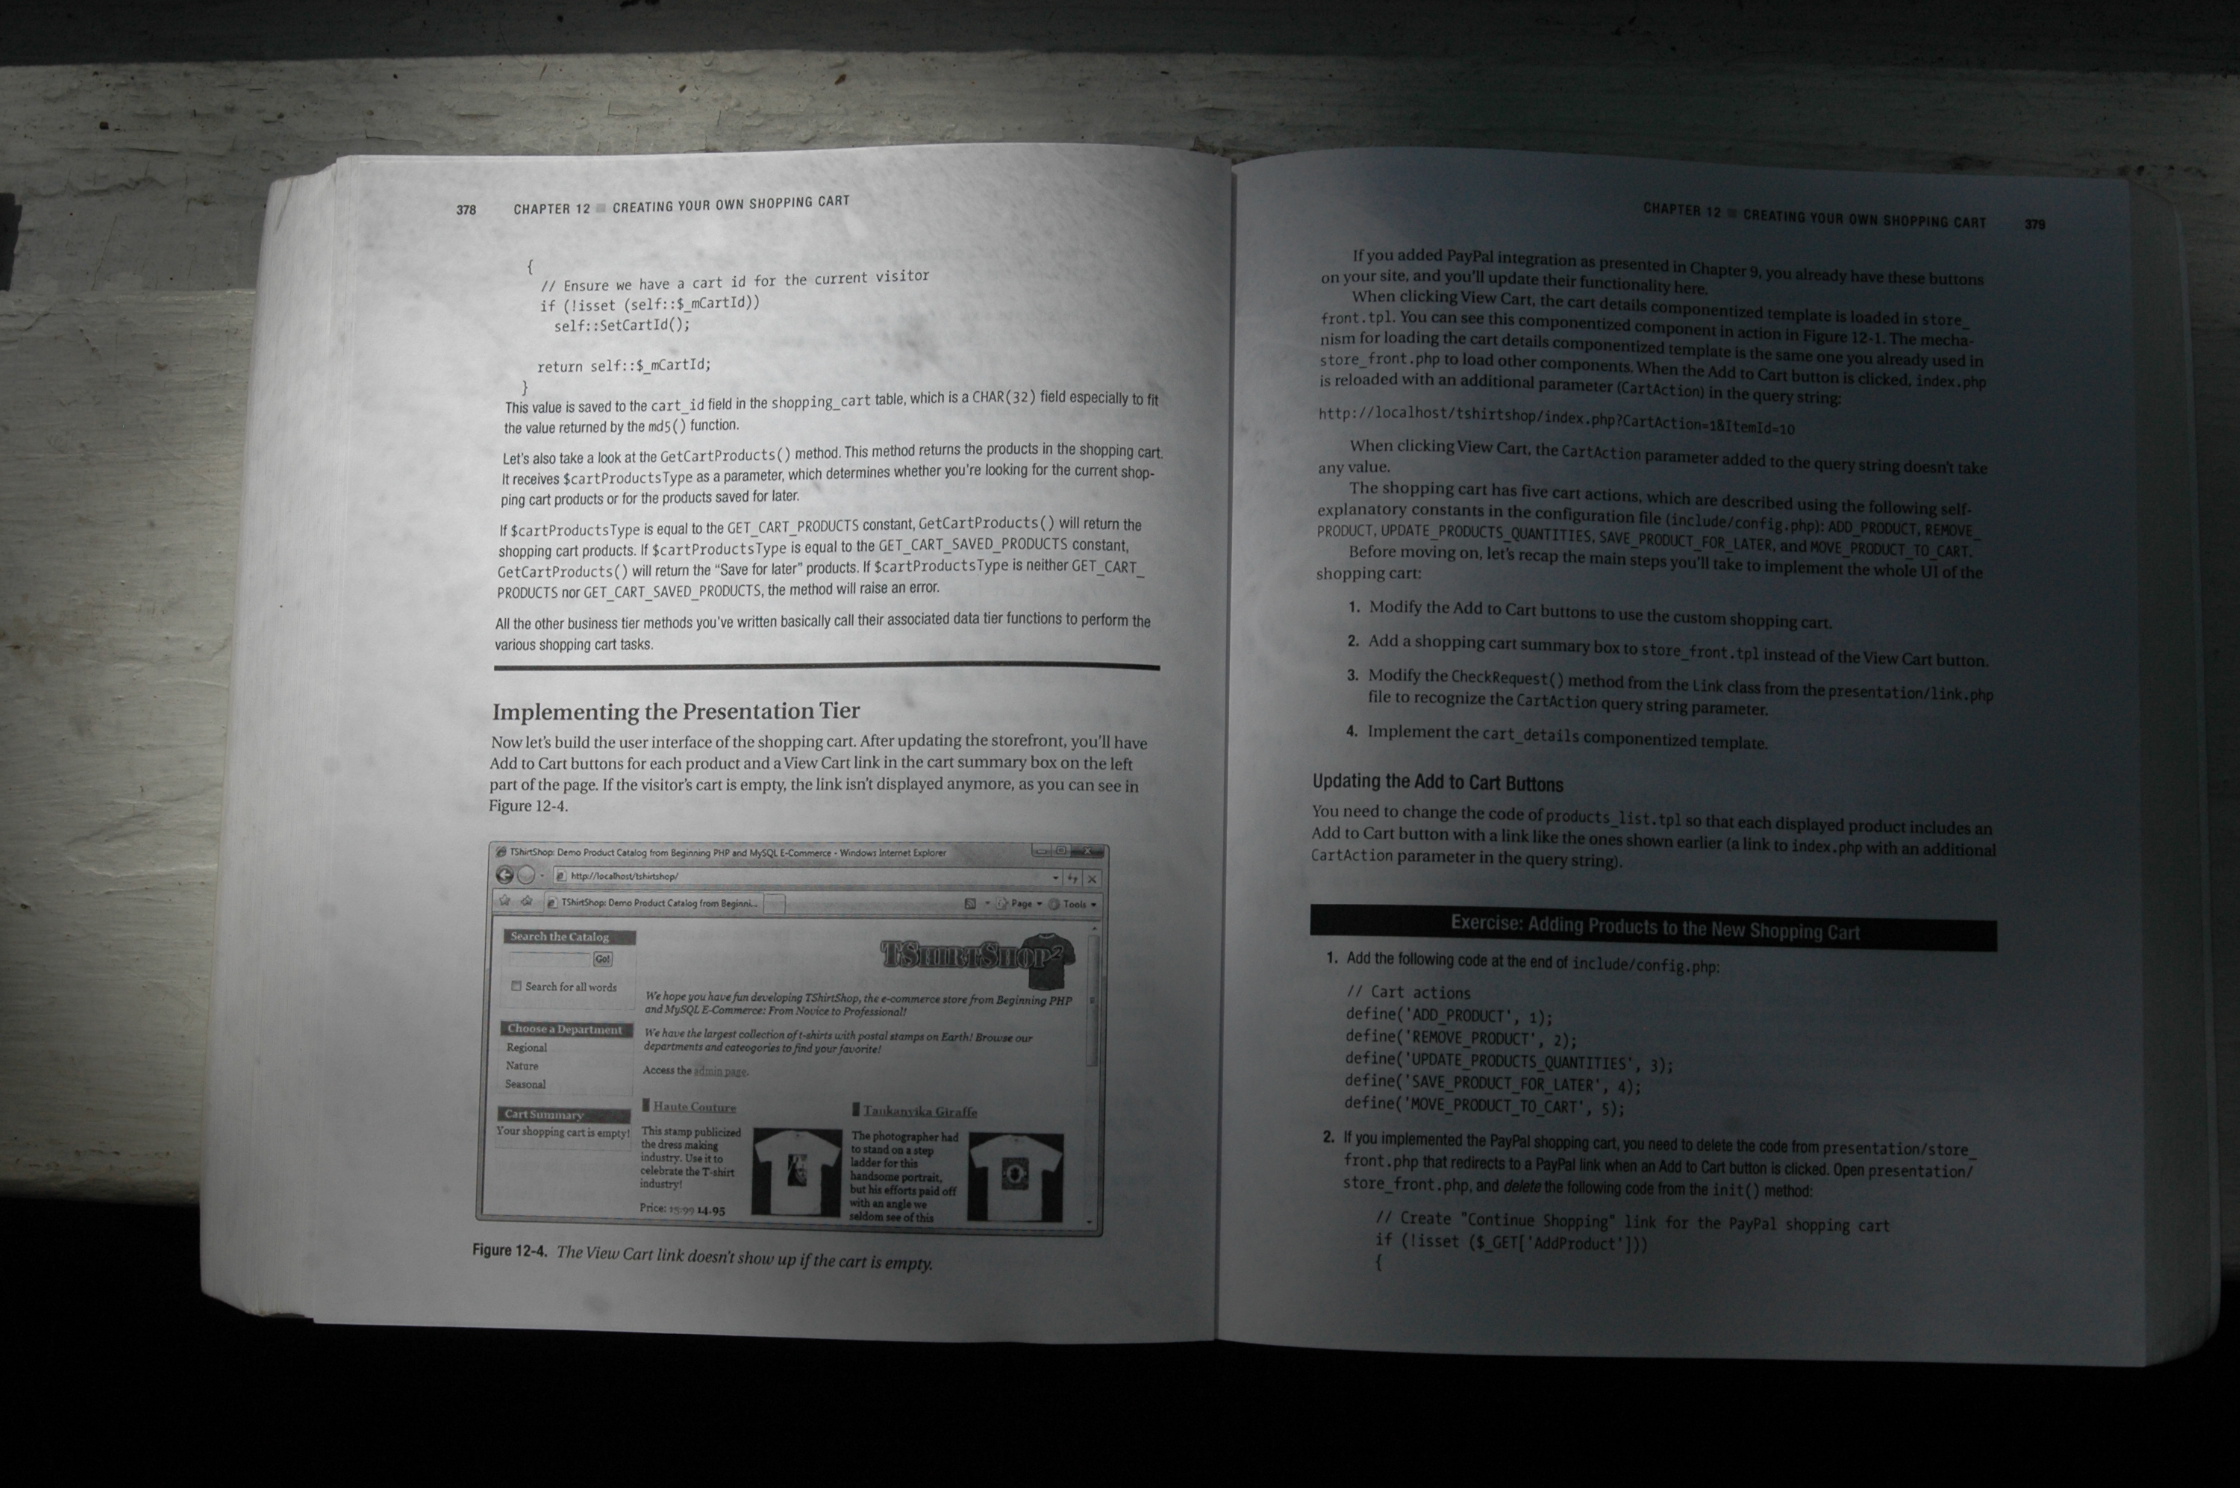 378 CHAPTER 12 ■ CREATING YOUR OWN SHOPPING CART
{
// Ensure we have a cart id for the current visitor
if (!isset (self::$_mCartId))
self::SetCartId();
return self::$_mCartId;
}
This value is saved to the cart_id field in the shopping_cart table, which is a CHAR(32) field especially to fit
the value returned by the md5() function.
Let's also take a look at the GetCartProducts() method. This method returns the products in the shopping cart.
It receives $cartProductsType as a parameter, which determines whether you're looking for the current shop-
ping cart products or for the products saved for later.
If $cartProductsType is equal to the GET_CART_PRODUCTS constant, GetCartProducts() will return the
shopping cart products. If $cartProductsType is equal to the GET_CART_SAVED_PRODUCTS constant,
GetCartProducts() will return the “Save for later” products. If $cartProductsType is neither GET_CART_
PRODUCTS nor GET_CART_SAVED_PRODUCTS, the method will raise an error.
All the other business tier methods you've written basically call their associated data tier functions to perform the
various shopping cart tasks.
Implementing the Presentation Tier
Now let's build the user interface of the shopping cart. After updating the storefront, you'll have
Add to Cart buttons for each product and a View Cart link in the cart summary box on the left
part of the page. If the visitor's cart is empty, the link isn't displayed anymore, as you can see in
Figure 12-4.
TShirtShop: Demo Product Catalog from Beginning PHP and MySQL E-Commerce - Windows Internet Explorer
http://localhost/tshirtshop/
TShirtShop: Demo Product Catalog from Beginni...
Page Tools
Search the Catalog
Go!
Search for all words
Choose a Department
Regional
Nature
Seasonal
Cart Summary
Your shopping cart is empty!
TSHIRTSHOP
We hope you have fun developing TShirtShop, the e-commerce store from Beginning PHP
and MySQL E-Commerce: From Novice to Professional!
We have the largest collection of t-shirts with postal stamps on Earth! Browse our
departments and cateogories to find your favorite!
Access the admin page.
Haute Couture
This stamp publicized
the dress making
industry. Use it to
celebrate the T-shirt
industry!
Price: 15.99 14.95
Tankanyika Giraffe
The photographer had
to stand on a step
ladder for this
handsome portrait,
but his efforts paid off
with an angle we
seldom see of this
Figure 12-4. The View Cart link doesn't show up if the cart is empty.
CHAPTER 12 ■ CREATING YOUR OWN SHOPPING CART 379
If you added PayPal integration as presented in Chapter 9, you already have these buttons
on your site, and you'll update their functionality here.
When clicking View Cart, the cart details componentized template is loaded in store_
front.tpl. You can see this componentized component in action in Figure 12-1. The mecha-
nism for loading the cart details componentized template is the same one you already used in
store_front.php to load other components. When the Add to Cart button is clicked, index.php
is reloaded with an additional parameter (CartAction) in the query string:
http://localhost/tshirtshop/index.php?CartAction=1&ItemId=10
When clicking View Cart, the CartAction parameter added to the query string doesn't take
any value.
The shopping cart has five cart actions, which are described using the following self-
explanatory constants in the configuration file (include/config.php): ADD_PRODUCT, REMOVE_
PRODUCT, UPDATE_PRODUCTS_QUANTITIES, SAVE_PRODUCT_FOR_LATER, and MOVE_PRODUCT_TO_CART.
Before moving on, let's recap the main steps you'll take to implement the whole UI of the
shopping cart:
1. Modify the Add to Cart buttons to use the custom shopping cart.
2. Add a shopping cart summary box to store_front.tpl instead of the View Cart button.
3. Modify the CheckRequest() method from the Link class from the presentation/link.php
file to recognize the CartAction query string parameter.
4. Implement the cart_details componentized template.
Updating the Add to Cart Buttons
You need to change the code of products_list.tpl so that each displayed product includes an
Add to Cart button with a link like the ones shown earlier (a link to index.php with an additional
CartAction parameter in the query string).
Exercise: Adding Products to the New Shopping Cart
1. Add the following code at the end of include/config.php:
// Cart actions
define('ADD_PRODUCT', 1);
define('REMOVE_PRODUCT', 2);
define('UPDATE_PRODUCTS_QUANTITIES', 3);
define('SAVE_PRODUCT_FOR_LATER', 4);
define('MOVE_PRODUCT_TO_CART', 5);
2. If you implemented the PayPal shopping cart, you need to delete the code from presentation/store_
front.php that redirects to a PayPal link when an Add to Cart button is clicked. Open presentation/
store_front.php, and delete the following code from the init() method:
// Create "Continue Shopping" link for the PayPal shopping cart
if (!isset ($_GET['AddProduct']))
{